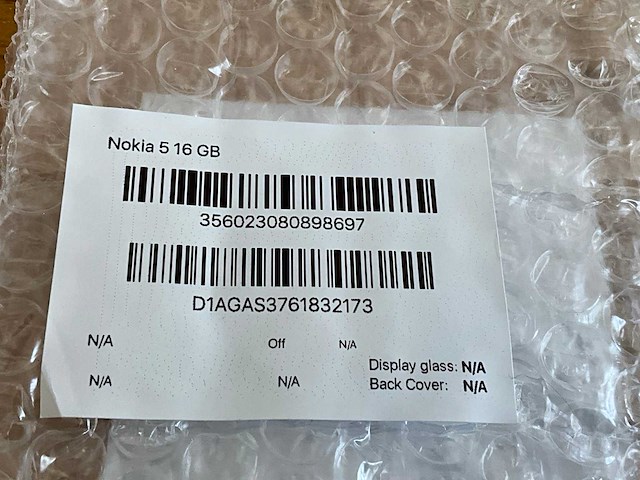 Nokia 5 16 GB
356023080898697
D1AGAS3761832173
N/A Off N/A
Display glass: N/A
N/A N/A Back Cover: N/A